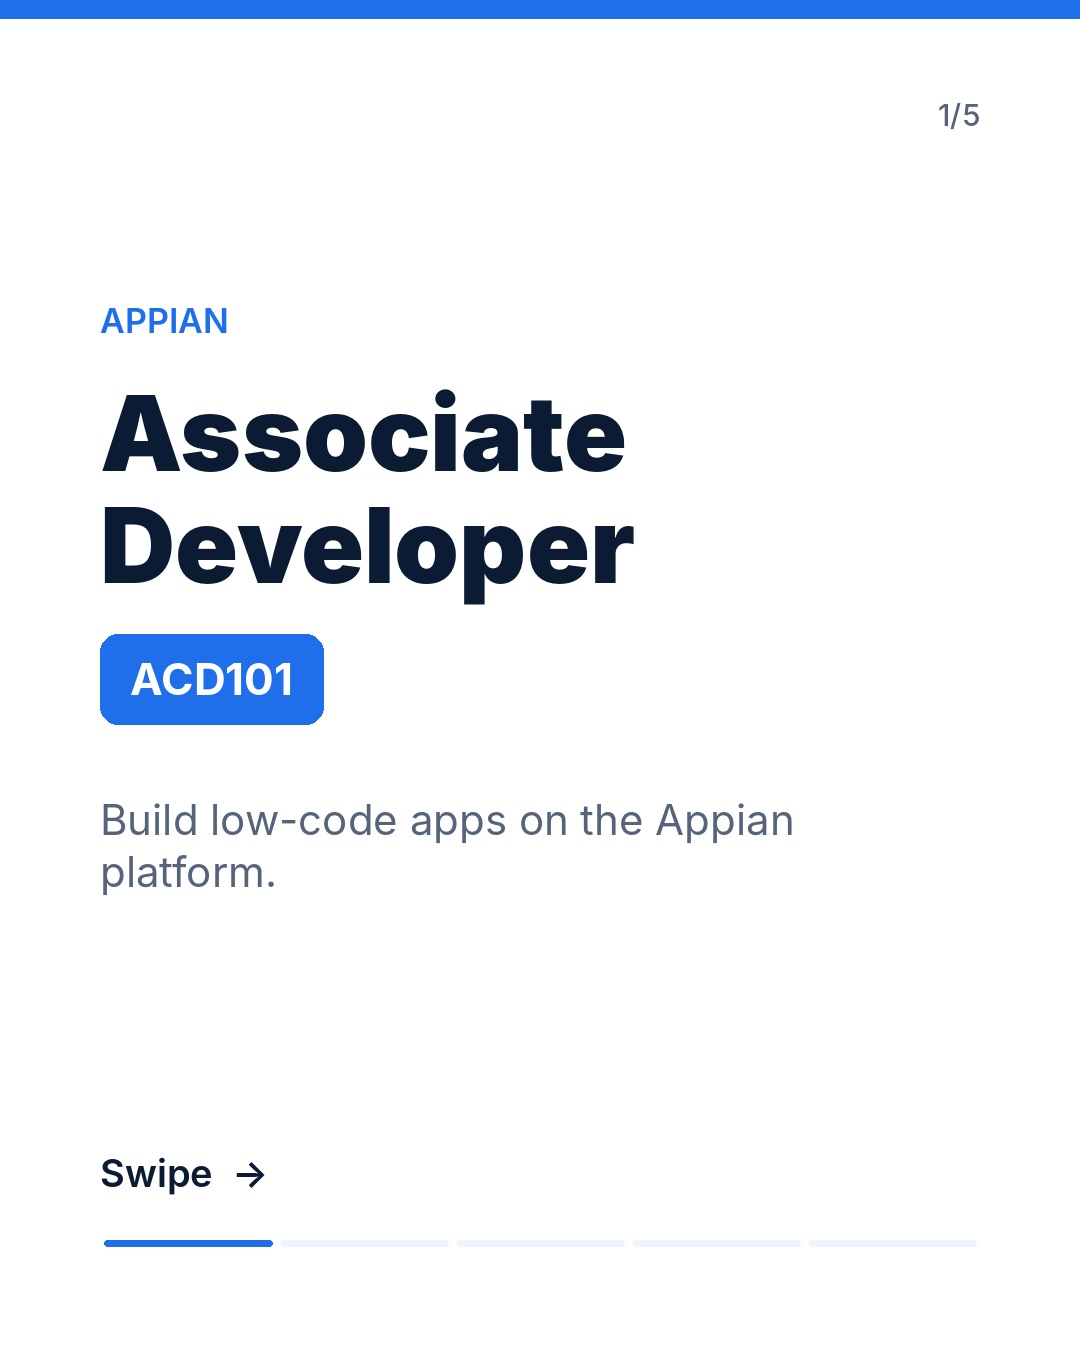 1/5
APPIAN
Associate
Developer
ACD101
Build low-code apps on the Appian
platform.
Swipe →